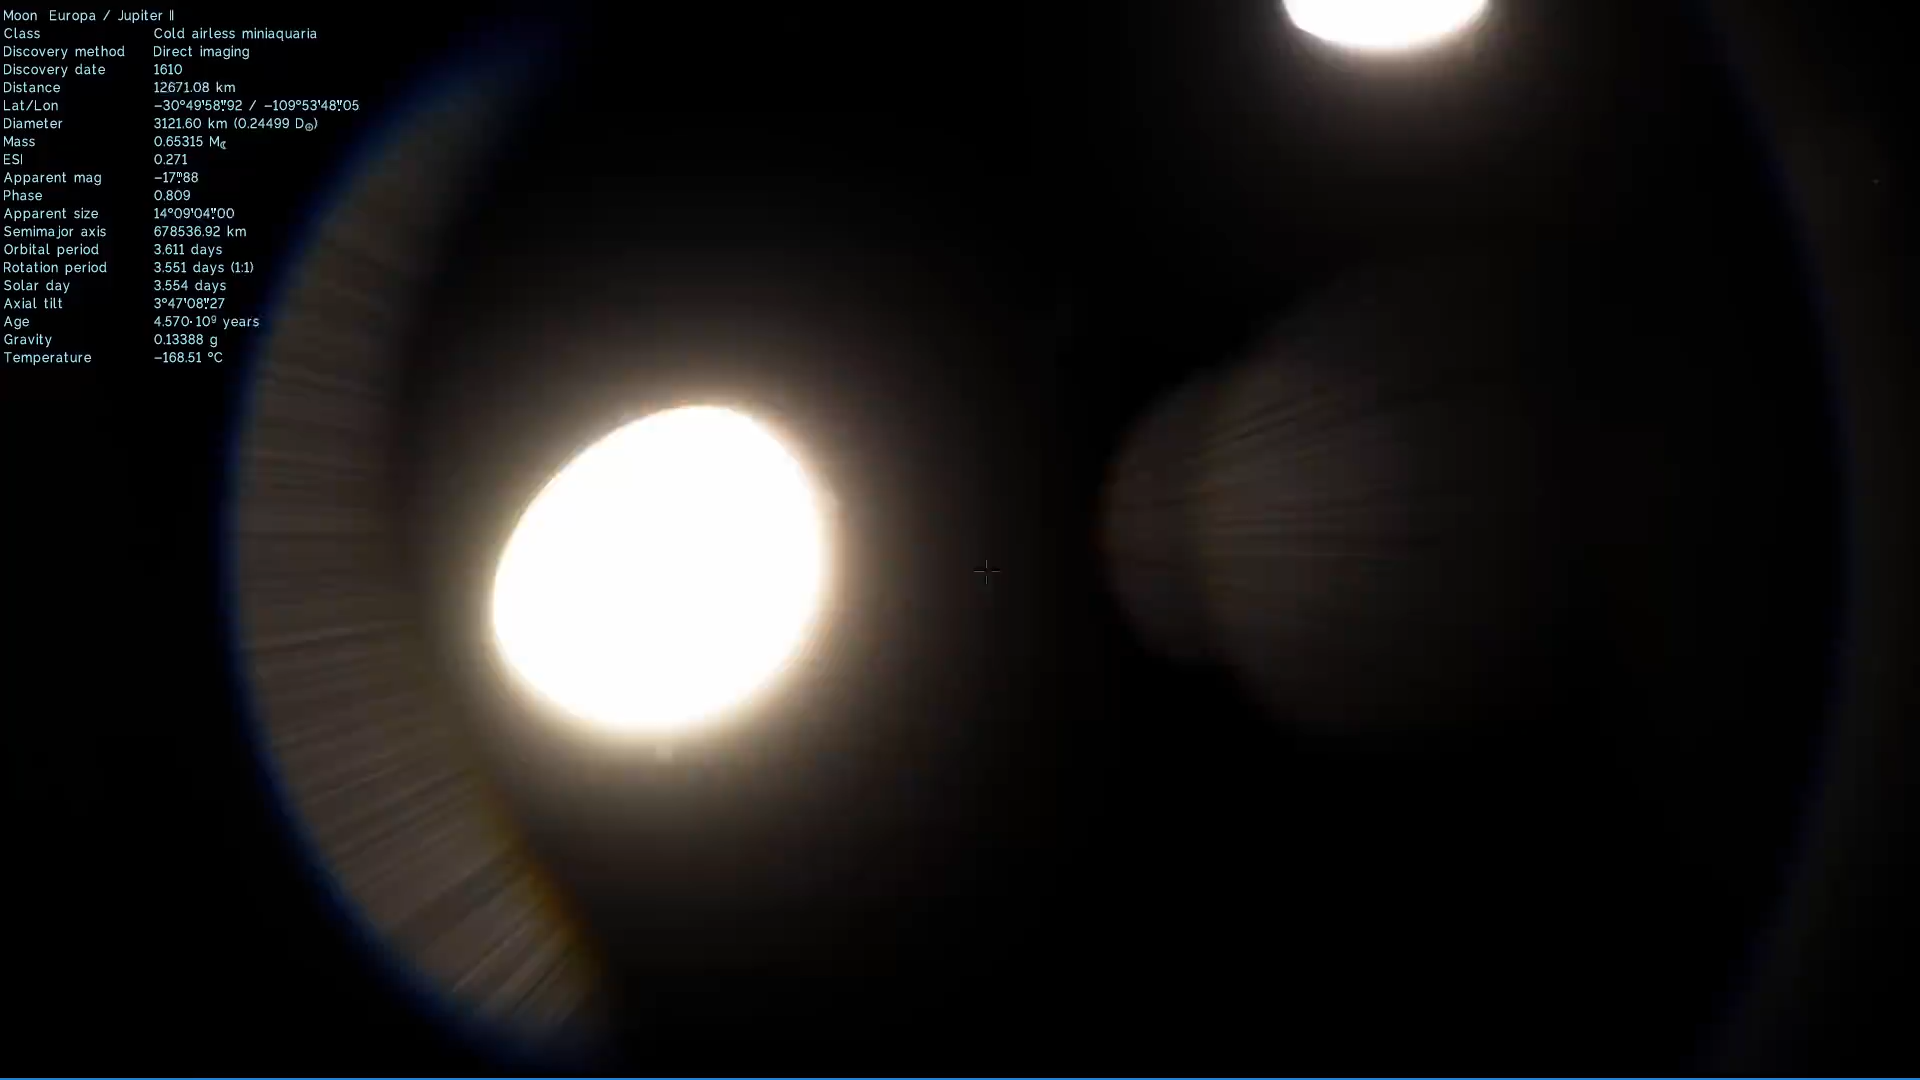 Moon Europa / Jupiter II
Class Cold airless miniaquaria
Discovery method Direct imaging
Discovery date 1610
Distance 12671.08 km
Lat/Lon −30°49'58"92 / −109°53'48"05
Diameter 3121.60 km (0.24499 D⊕)
Mass 0.65315 M☾
ESI 0.271
Apparent mag −17ᵐ88
Phase 0.809
Apparent size 14°09'04"00
Semimajor axis 678536.92 km
Orbital period 3.611 days
Rotation period 3.551 days (1:1)
Solar day 3.554 days
Axial tilt 3°47'08"27
Age 4.570·10⁹ years
Gravity 0.13388 g
Temperature −168.51 °C